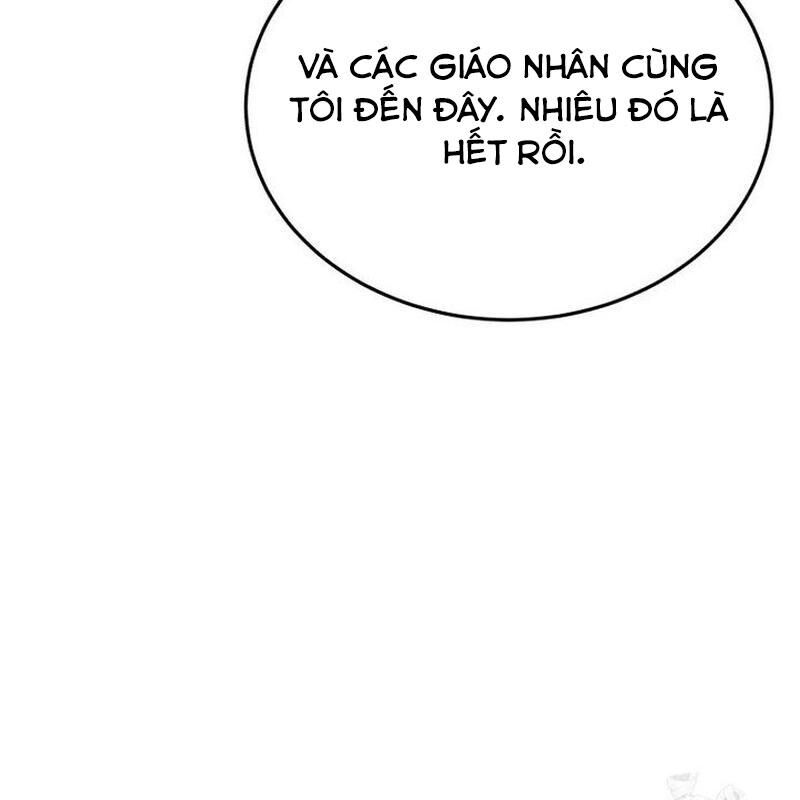 VÀ CÁC GIÁO NHÂN CÙNG
TÔI ĐẾN ĐÂY. NHIÊU ĐÓ LÀ
HẾT RỒI.